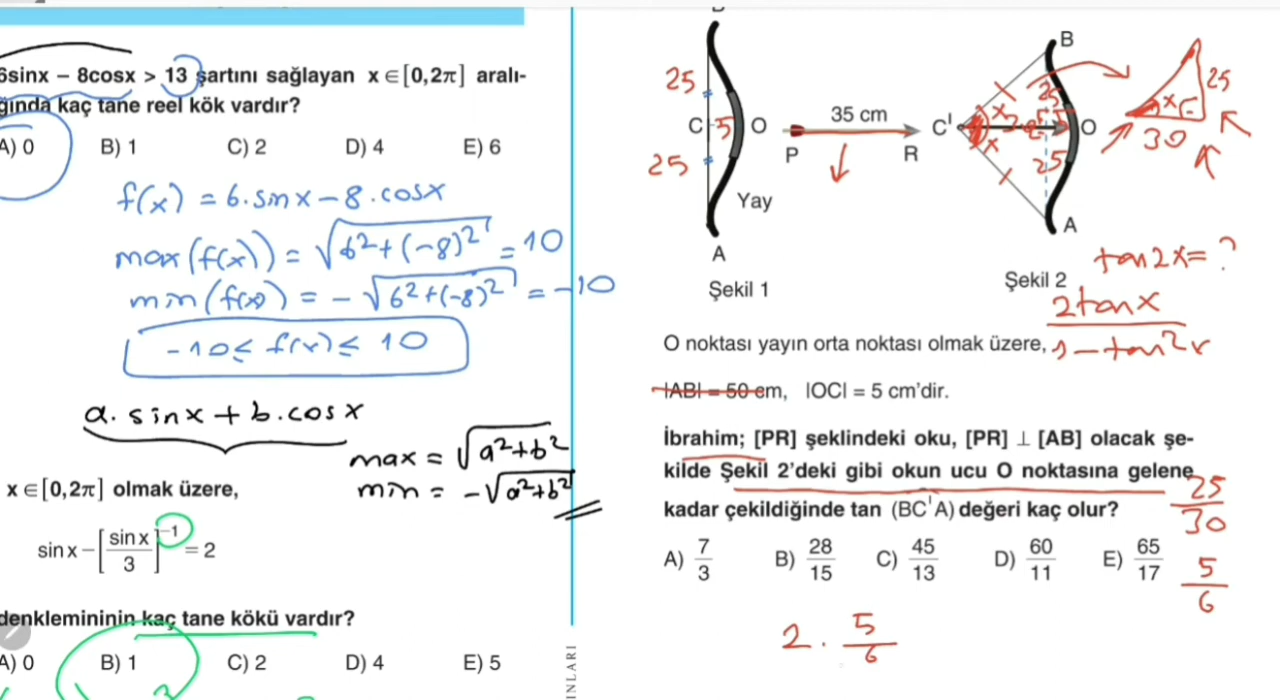 6sinx – 8cosx > 13 şartını sağlayan x ∈ [0,2π] aralı-
ğında kaç tane reel kök vardır?
A) 0 B) 1 C) 2 D) 4 E) 6
f(x) = 6.sinx – 8.cosx
max(f(x)) = √(6²+(-8)²) = 10
min(f(x)) = -√(6²+(-8)²) = -10
-10 ≤ f(x) ≤ 10
a.sinx + b.cosx
max = √(a²+b²)
min = -√(a²+b²)
x ∈ [0,2π] olmak üzere,
sinx – [sinx/3]⁻¹ = 2
denklemininin kaç tane kökü vardır?
A) 0 B) 1 C) 2 D) 4 E) 5
INLARI
25
C 5 O
25
Yay
A
Şekil 1
35 cm
P R
B
C' O
x
x
25
5
25
A
Şekil 2
x
25
30
tan2x = ?
2tanx
1 – tan²x
O noktası yayın orta noktası olmak üzere,
|AB| = 50 cm, |OC| = 5 cm'dir.
İbrahim; [PR] şeklindeki oku, [PR] ⊥ [AB] olacak şe-
kilde Şekil 2'deki gibi okun ucu O noktasına gelene
kadar çekildiğinde tan (BC'A) değeri kaç olur?
A) 7/3 B) 28/15 C) 45/13 D) 60/11 E) 65/17
25/30
5/6
2 . 5/6